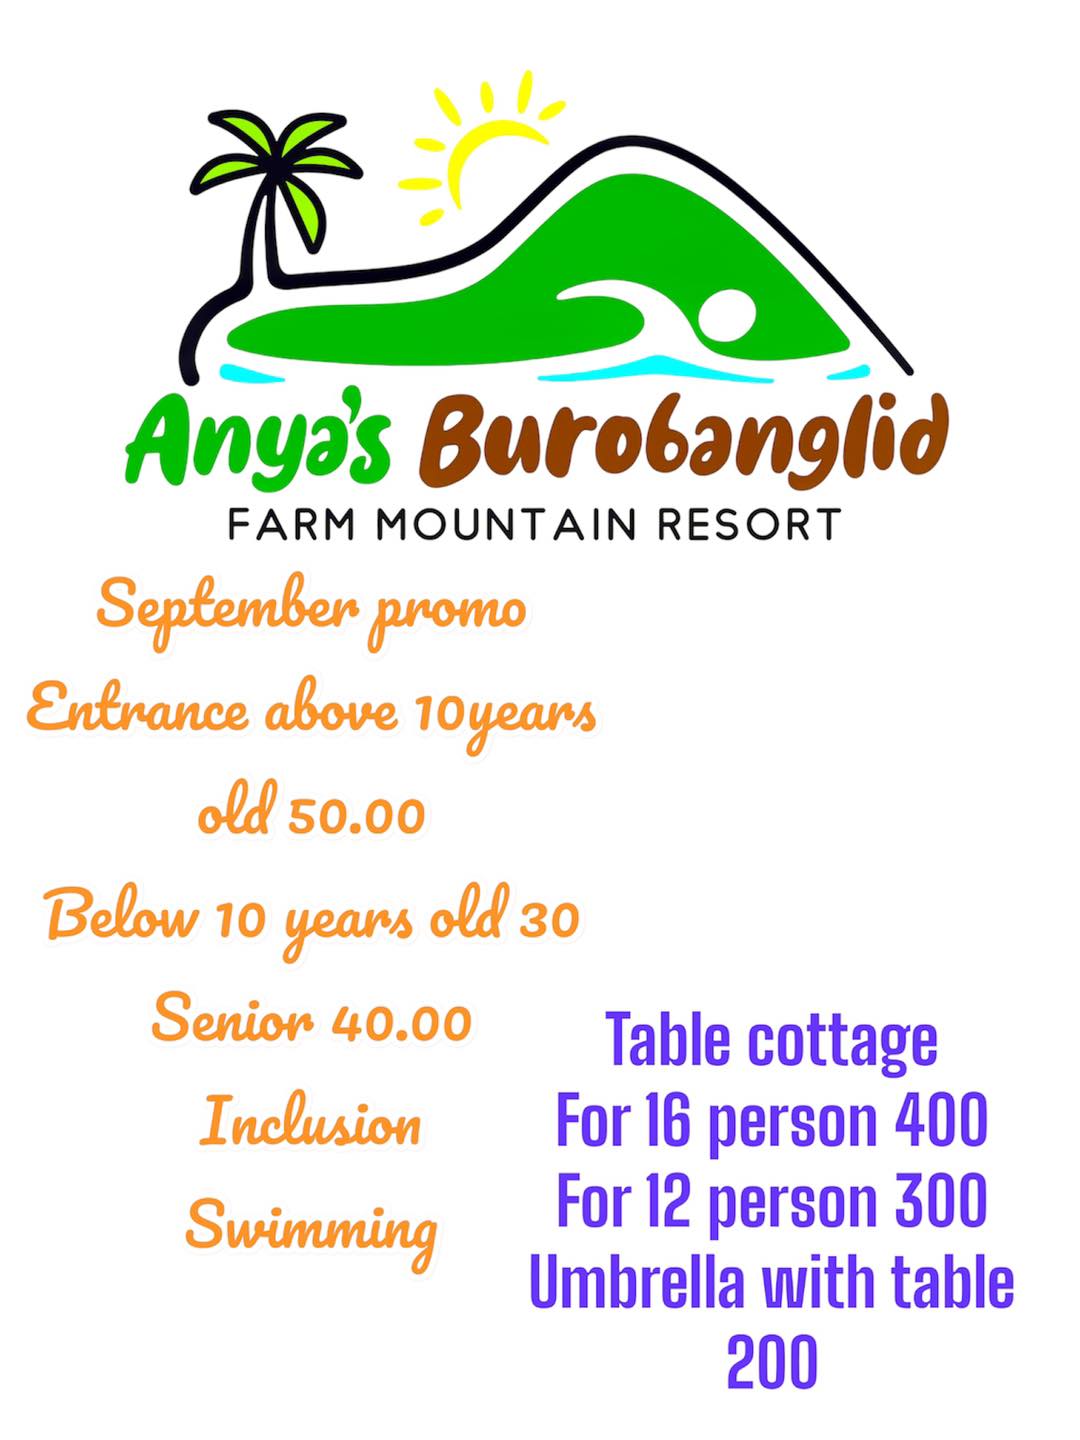 Anya's Burobanglid
FARM MOUNTAIN RESORT
September promo
Entrance above 10years
old 50.00
Below 10 years old 30
Senior 40.00
Inclusion
Swimming
Table cottage
For 16 person 400
For 12 person 300
Umbrella with table
200